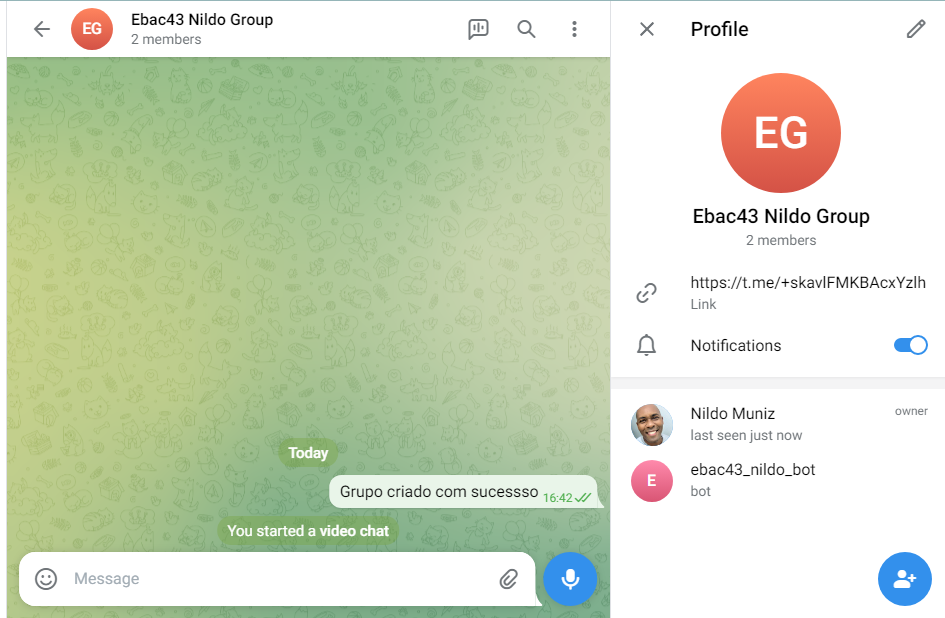 EG
Ebac43 Nildo Group
2 members
Today
Grupo criado com sucessso 16:42
You started a video chat
Message
Profile
EG
Ebac43 Nildo Group
2 members
https://t.me/+skavlFMKBAcxYzlh
Link
Notifications
Nildo Muniz owner
last seen just now
E
ebac43_nildo_bot
bot